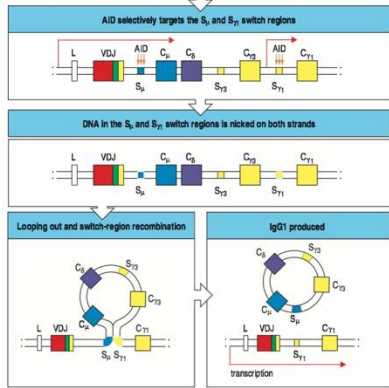 AID selectively targets the Sμ and Sγ1 switch regions
L VDJ AID Cμ Cδ Cγ3 AID Cγ1
Sμ Sγ3 Sγ1
DNA in the Sμ and Sγ1 switch regions is nicked on both strands
L VDJ Cμ Cδ Cγ3 Cγ1
Sμ Sγ3 Sγ1
Looping out and switch-region recombination
Cδ Sγ3
Cγ3
Cμ
L VDJ Cγ1
Sμ Sγ1
IgG1 produced
Cδ Sγ3
Cγ3
Cμ Sμ
L VDJ Cγ1
Sγ1
transcription